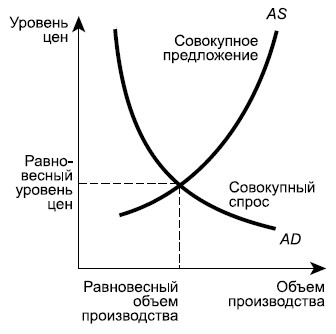 Уровень
цен
AS
Совокупное
предложение
Равно-
весный
уровень
цен
Совокупный
спрос
AD
Равновесный
объем
производства
Объем
производства